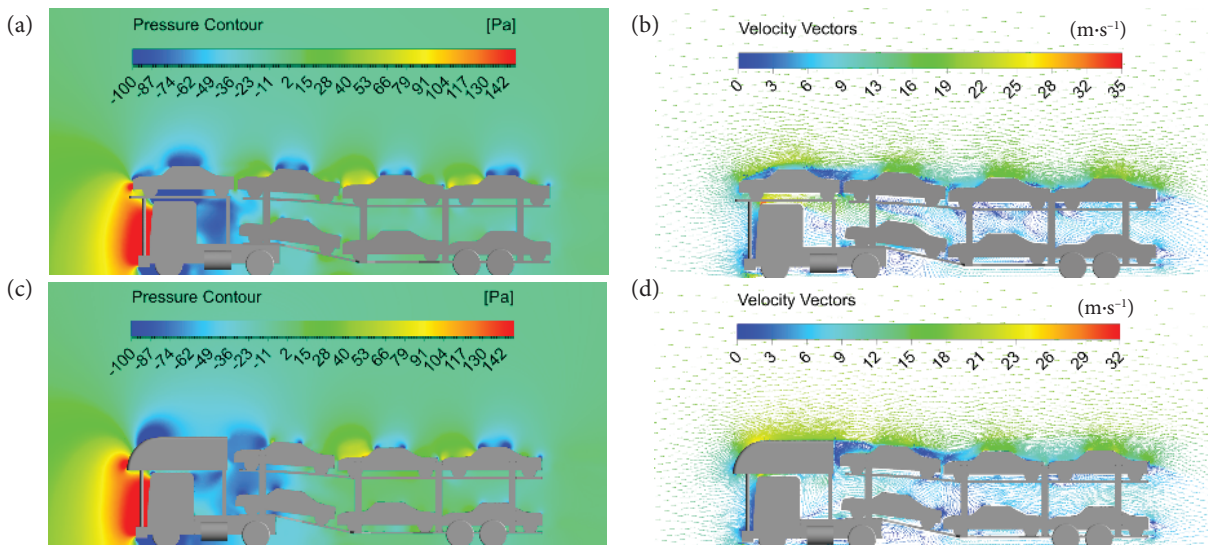 (a)
Pressure Contour [Pa]
-100 -87 -74 -62 -49 -36 -23 -11 2 15 28 40 53 66 79 91 104 117 130 142
(b)
Velocity Vectors (m·s⁻¹)
0 3 6 9 13 16 19 22 25 28 32 35
(c)
Pressure Contour [Pa]
-100 -87 -74 -62 -49 -36 -23 -11 2 15 28 40 53 66 79 91 104 117 130 142
(d)
Velocity Vectors (m·s⁻¹)
0 3 6 9 12 15 18 21 23 26 29 32